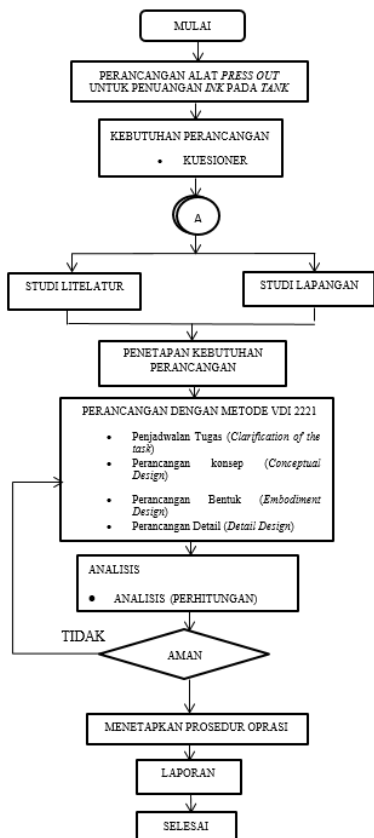 MULAI
PERANCANGAN ALAT PRESS OUT
UNTUK PENUANGAN INK PADA TANK
KEBUTUHAN PERANCANGAN
• KUESIONER
A
STUDI LITELATUR
STUDI LAPANGAN
PENETAPAN KEBUTUHAN
PERANCANGAN
PERANCANGAN DENGAN METODE VDI 2221
• Penjadwalan Tugas (Clarification of the
task)
• Perancangan konsep (Conceptual
Design)
• Perancangan Bentuk (Embodiment
Design)
• Perancangan Detail (Detail Design)
ANALISIS
• ANALISIS (PERHITUNGAN)
TIDAK
AMAN
MENETAPKAN PROSEDUR OPRASI
LAPORAN
SELESAI